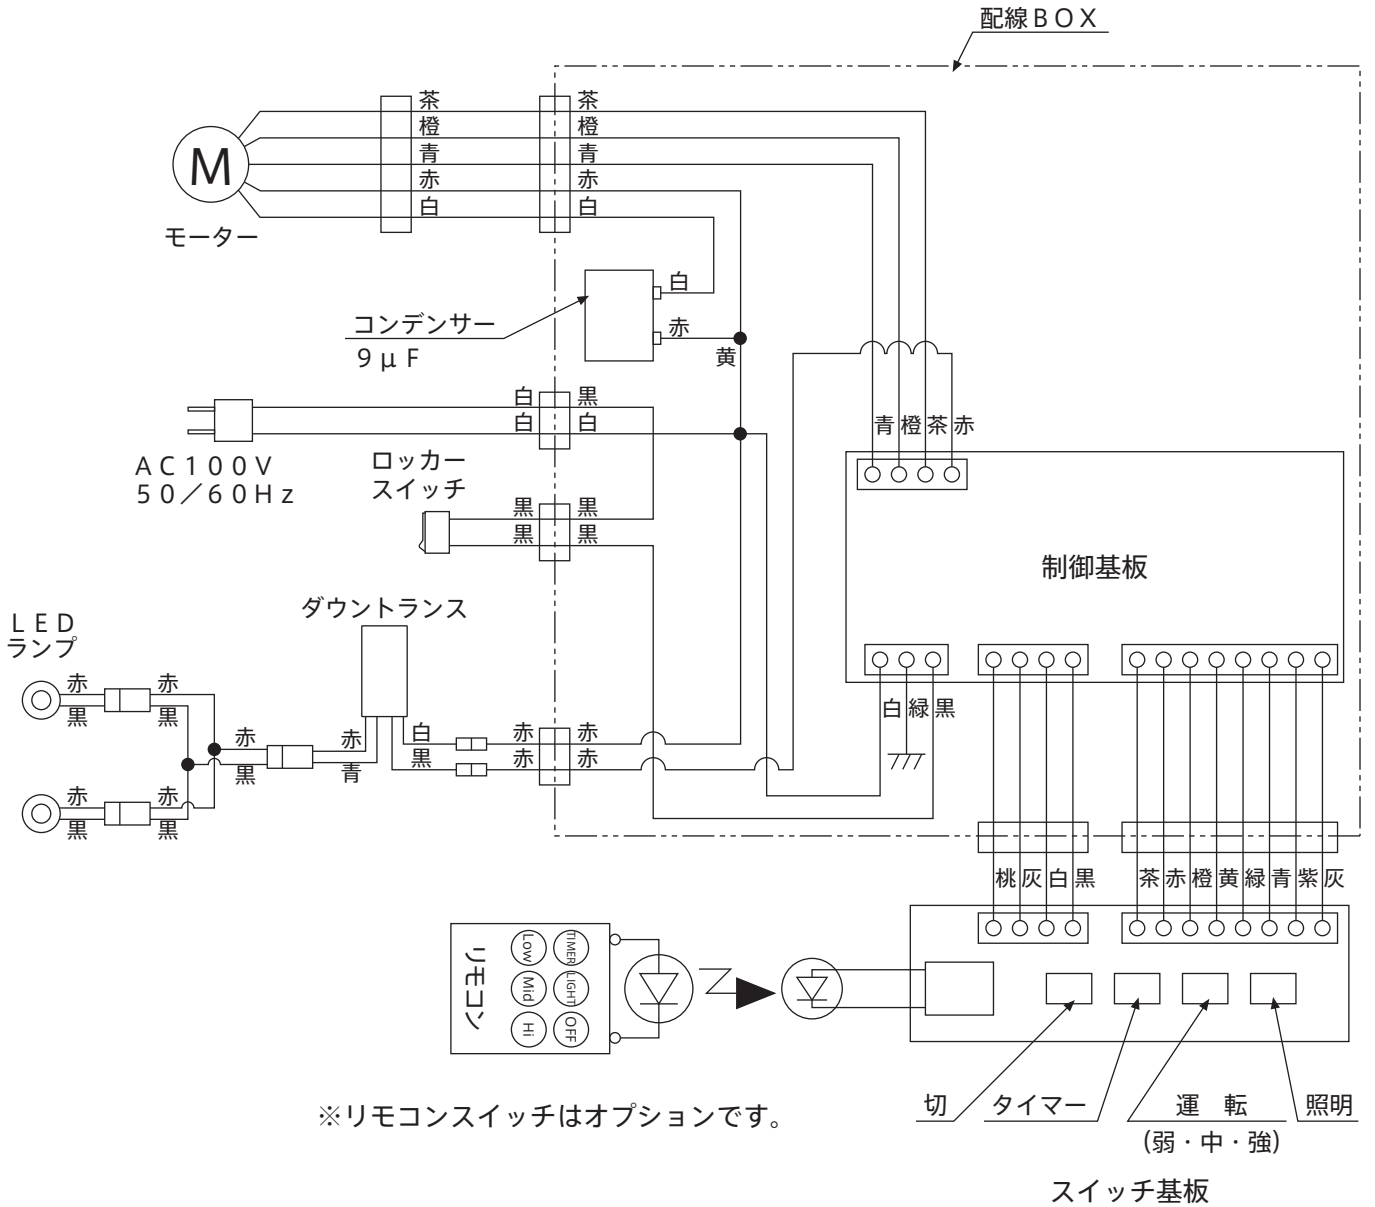 配線ＢＯＸ
茶 茶
橙 橙
青 青
赤 赤
白 白
M
モーター
白
コンデンサー
９μＦ
赤
黄
白 黒
白 白
ＡＣ１００Ｖ
５０／６０Ｈｚ
ロッカー
スイッチ
黒 黒
黒 黒
青 橙 茶 赤
制御基板
ダウントランス
ＬＥＤ
ランプ
赤 赤
黒 黒
赤
黒
赤
青
白 赤 赤
黒 赤 赤
赤 赤
黒 黒
白 緑 黒
桃 灰 白 黒
茶 赤 橙 黄 緑 青 紫 灰
リモコン
TIMER
LIGHT
OFF
Low
Mid
Hi
切
タイマー
運　転
(弱・中・強)
照明
※リモコンスイッチはオプションです。
スイッチ基板